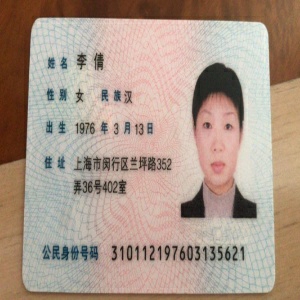 姓名 李倩
性别 女 民族 汉
出生 1976 年 3 月 13 日
住址 上海市闵行区兰坪路352
弄36号402室
公民身份号码 310112197603135621